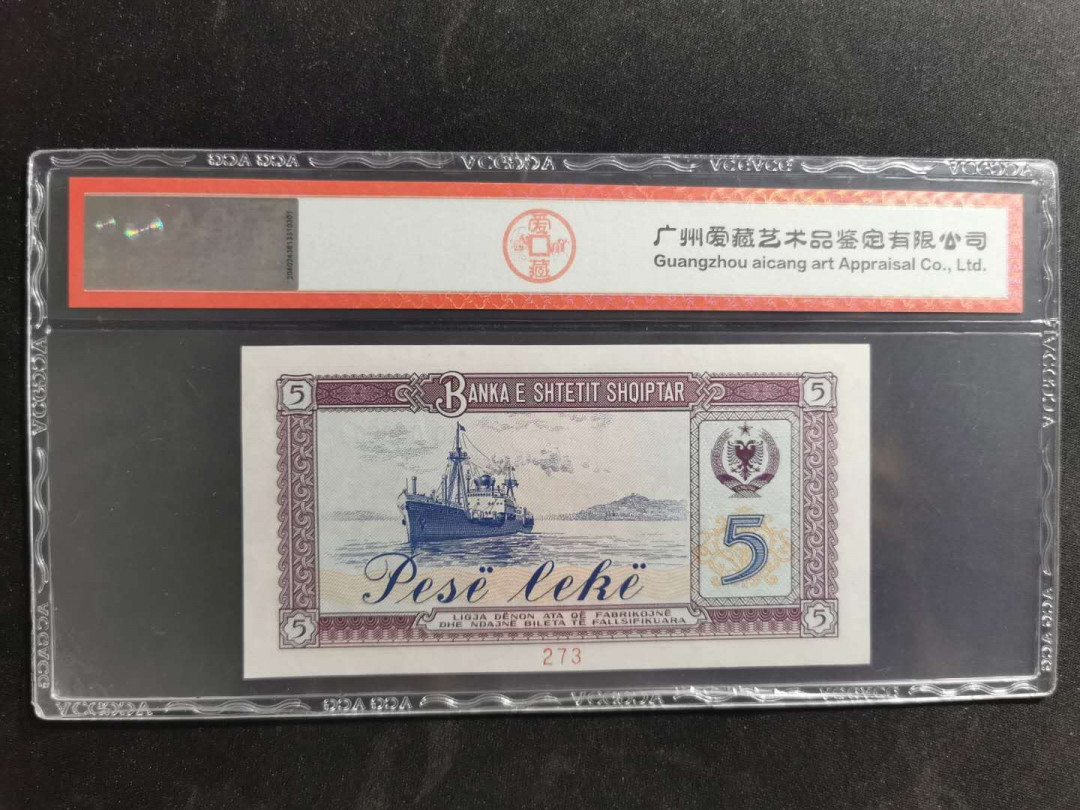 广州爱藏艺术品鉴定有限公司
Guangzhou aicang art Appraisal Co., Ltd.
爱
藏
5
BANKA E SHTETIT SHQIPTAR
5
5
Pesë lekë
LIGJA DËNON ATA QË FABRIKOJNË
DHE NDAJNË BILETA TË FALLSIFIKUARA
5
5
273